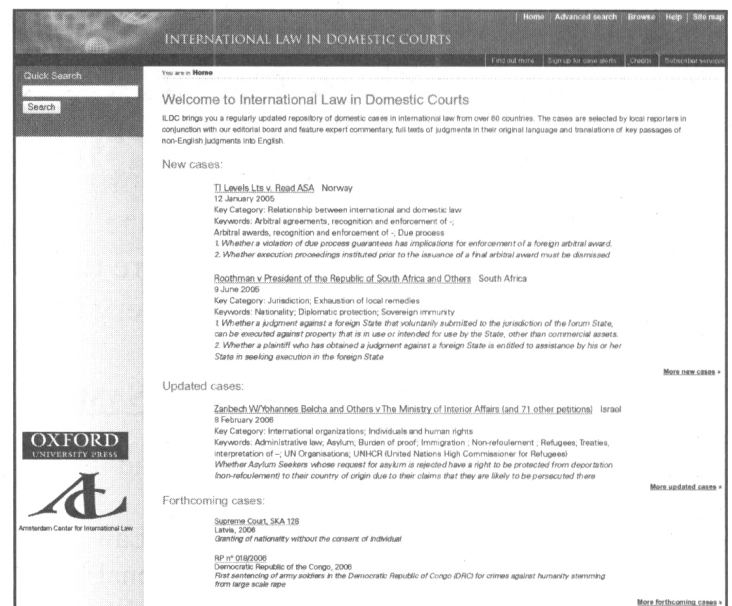 Home Advanced search Browse Help Site map
INTERNATIONAL LAW IN DOMESTIC COURTS
Find out more Sign up for case alerts Credits Subscriber services
Quick Search
Search
You are in Home
Welcome to International Law in Domestic Courts
ILDC brings you a regularly updated repository of domestic cases in international law from over 60 countries. The cases are selected by local reporters in
conjunction with our editorial board and feature expert commentary, full texts of judgments in their original language and translations of key passages of
non-English judgments into English.
New cases:
TI Levels Lts v. Read ASA Norway
12 January 2005
Key Category: Relationship between international and domestic law
Keywords: Arbitral agreements, recognition and enforcement of -;
Arbitral awards, recognition and enforcement of -, Due process
1. Whether a violation of due process guarantees has implications for enforcement of a foreign arbitral award.
2. Whether execution proceedings instituted prior to the issuance of a final arbitral award must be dismissed
Roothman v President of the Republic of South Africa and Others South Africa
9 June 2005
Key Category: Jurisdiction; Exhaustion of local remedies
Keywords: Nationality; Diplomatic protection; Sovereign immunity
1. Whether a judgment against a foreign State that voluntarily submitted to the jurisdiction of the forum State,
can be executed against property that is in use or intended for use by the State, other than commercial assets.
2. Whether a plaintiff who has obtained a judgment against a foreign State is entitled to assistance by his or her
State in seeking execution in the foreign State
More new cases »
Updated cases:
Zanbech W/Yohannes Belcha and Others v The Ministry of Interior Affairs (and 71 other petitions) Israel
8 February 2006
Key Category: International organizations; Individuals and human rights
Keywords: Administrative law; Asylum; Burden of proof; Immigration ; Non-refoulement ; Refugees; Treaties,
interpretation of –; UN Organisations; UNHCR (United Nations High Commissioner for Refugees)
Whether Asylum Seekers whose request for asylum is rejected have a right to be protected from deportation
(non-refoulement) to their country of origin due to their claims that they are likely to be persecuted there
More updated cases »
Forthcoming cases:
Supreme Court, SKA 128
Latvia, 2006
Granting of nationality without the consent of individual
RP n° 018/2006
Democratic Republic of the Congo, 2006
First sentencing of army soldiers in the Democratic Republic of Congo (DRC) for crimes against humanity stemming
from large scale rape
More forthcoming cases »
OXFORD
UNIVERSITY PRESS
Amsterdam Center for International Law